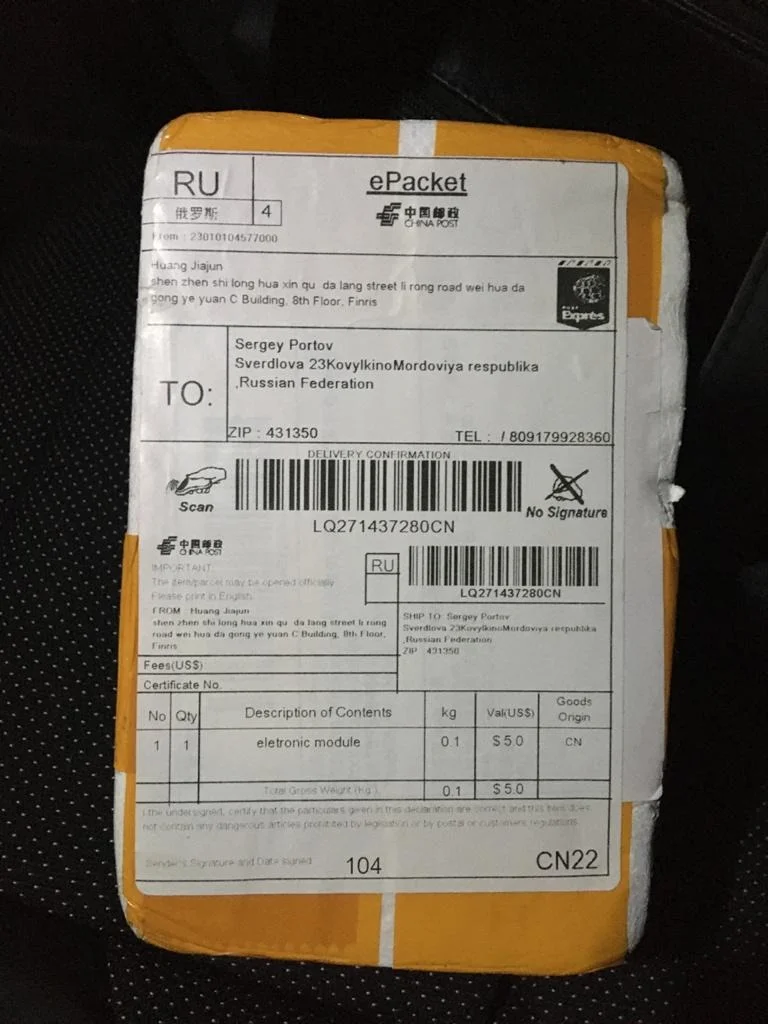 RU
俄罗斯
4
ePacket
中国邮政
CHINA POST
From : 23010104577000
Huang Jiajun
shen zhen shi long hua xin qu da lang street li rong road wei hua da
gong ye yuan C Building, 8th Floor, Finris
Exprès
TO:
Sergey Portov
Sverdlova 23KovylkinoMordoviya respublika
,Russian Federation
ZIP : 431350
TEL : /809179928360
DELIVERY CONFIRMATION
Scan
No Signature
LQ271437280CN
中国邮政
CHINA POST
IMPORTANT:
The item/parcel may be opened officially.
Please print in English.
RU
LQ271437280CN
FROM : Huang Jiajun
shen zhen shi long hua xin qu da lang street li rong
road wei hua da gong ye yuan C Building, 8th Floor,
Finris
SHIP TO: Sergey Portov
Sverdlova 23KovylkinoMordoviya respublika
,Russian Federation
ZIP : 431350
Fees(US$)
Certificate No.
No Qty Description of Contents kg Val(US$) Goods Origin
1 1 eletronic module 0.1 $ 5.0 CN
Total Gross Weight (kg.) 0.1 $ 5.0
I the undersigned, certify that the particulars given in this declaration are correct and this item does
not contain any dangerous articles prohibited by legislation or by postal or customers regulations.
Sender's Signature and Date signed 104 CN22